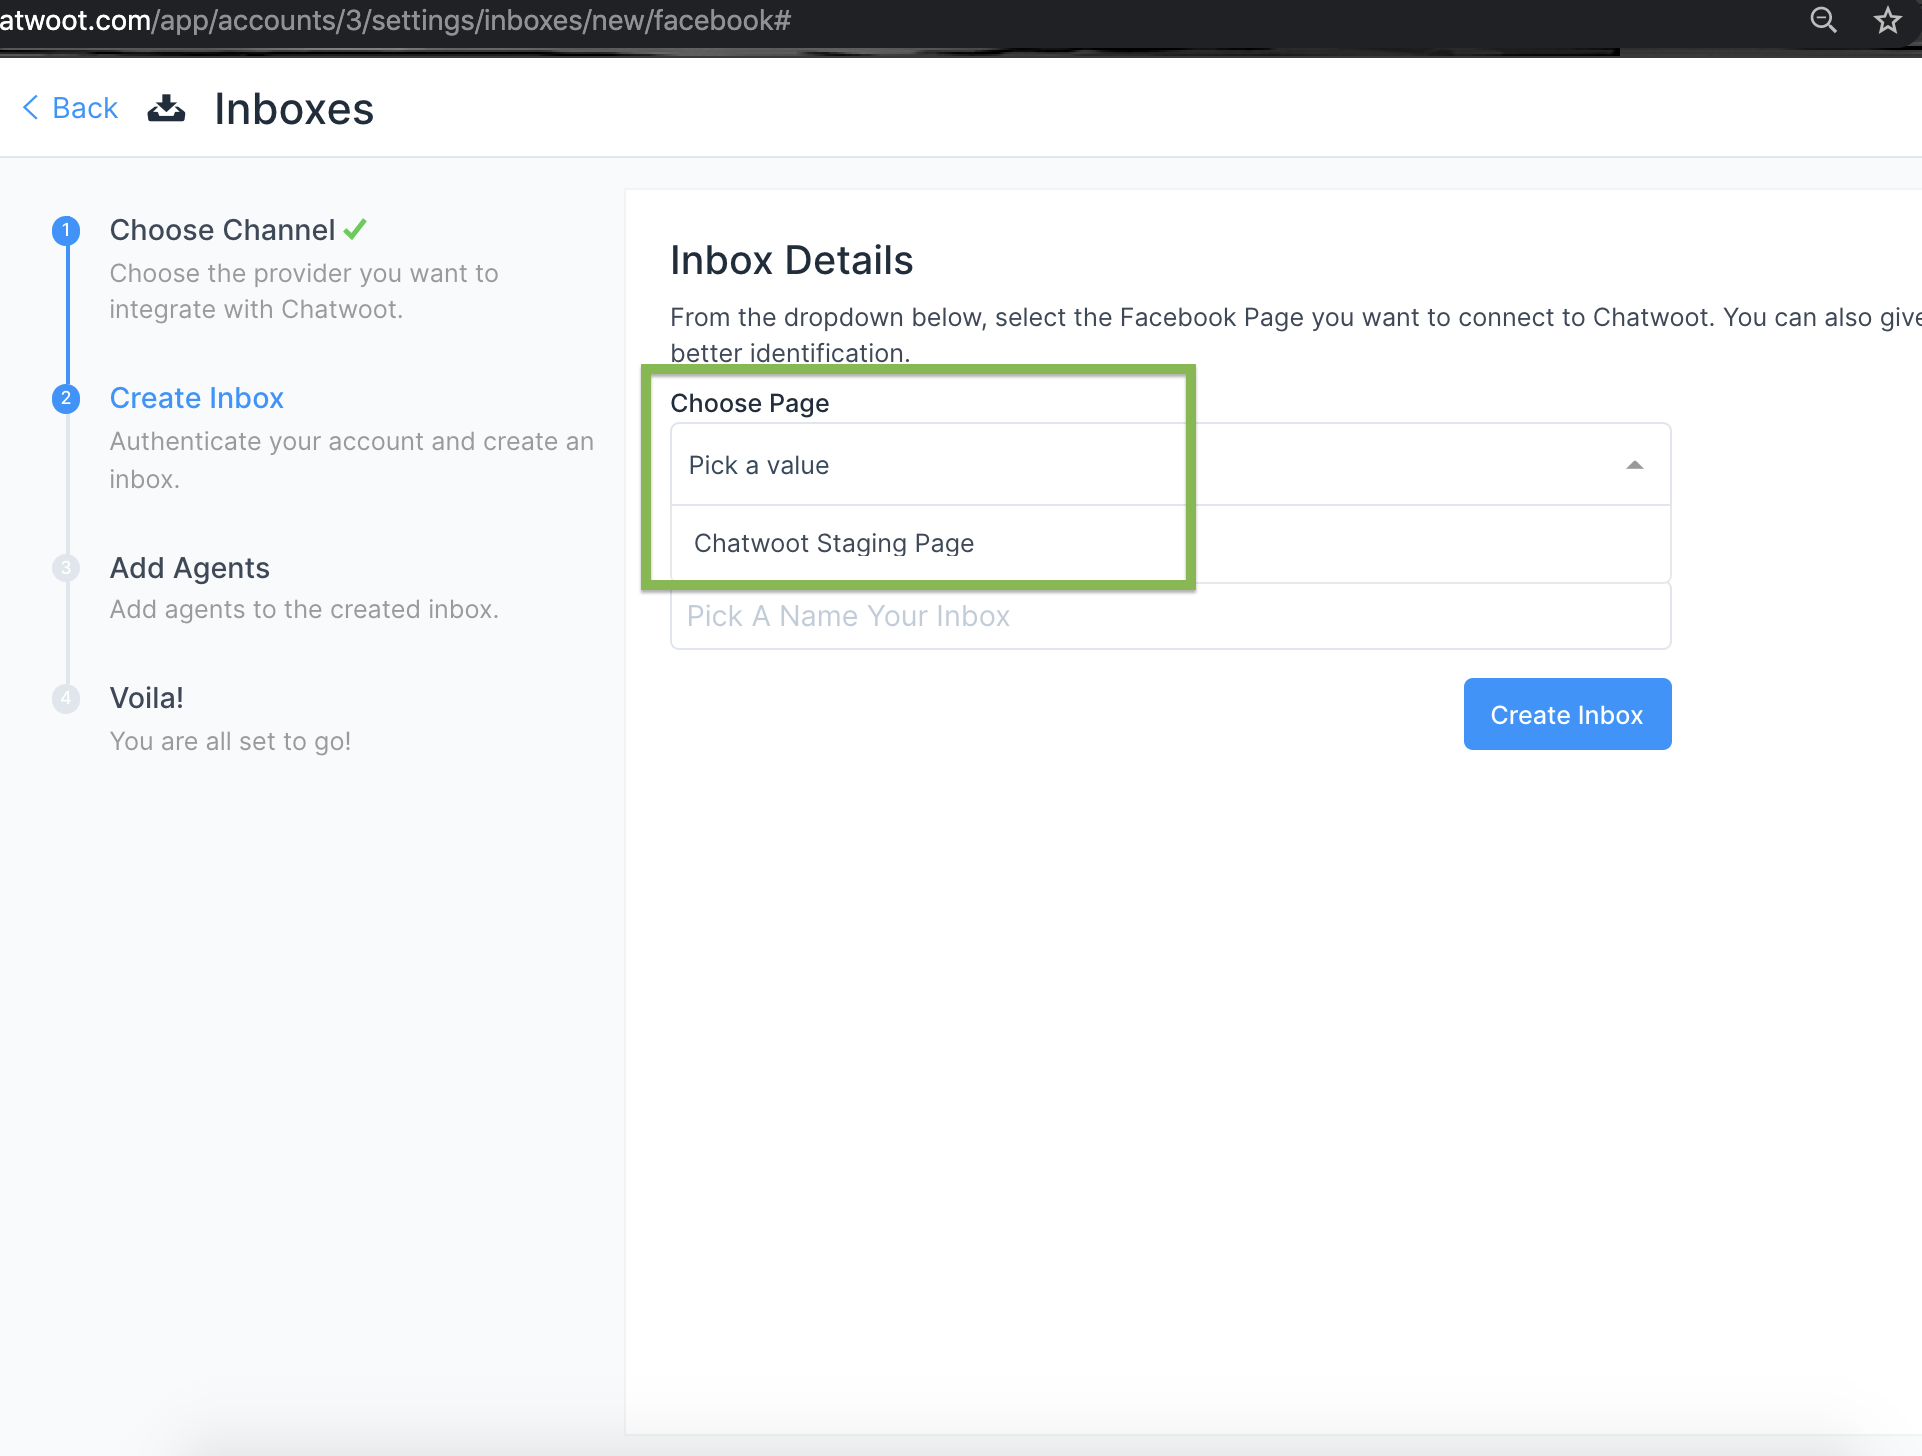 atwoot.com/app/accounts/3/settings/inboxes/new/facebook#
Back
Inboxes
1
Choose Channel
Choose the provider you want to
integrate with Chatwoot.
2
Create Inbox
Authenticate your account and create an
inbox.
3
Add Agents
Add agents to the created inbox.
4
Voila!
You are all set to go!
Inbox Details
From the dropdown below, select the Facebook Page you want to connect to Chatwoot. You can also give
better identification.
Choose Page
Pick a value
Chatwoot Staging Page
Pick A Name Your Inbox
Create Inbox